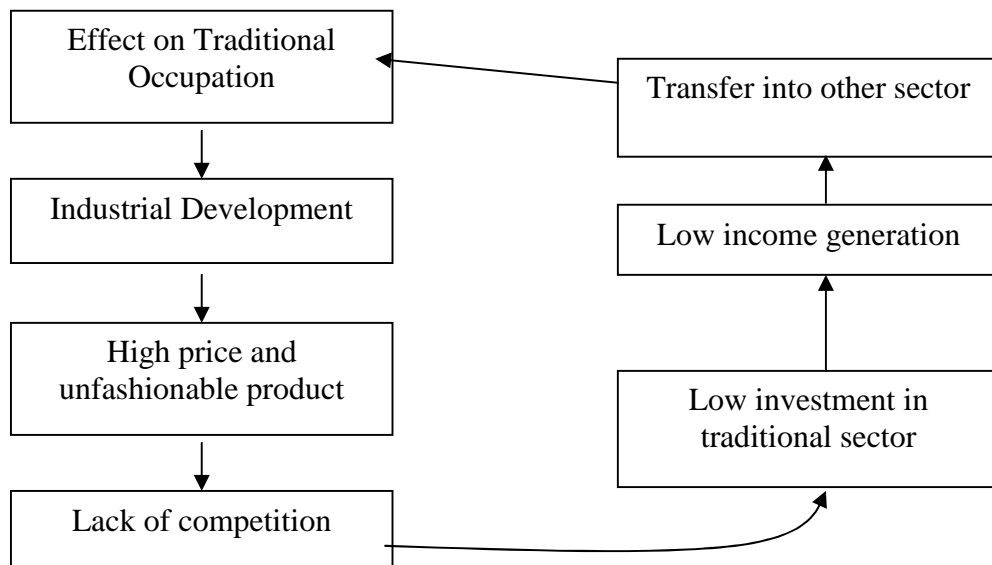 Effect on Traditional
Occupation
Industrial Development
High price and
unfashionable product
Lack of competition
Transfer into other sector
Low income generation
Low investment in
traditional sector